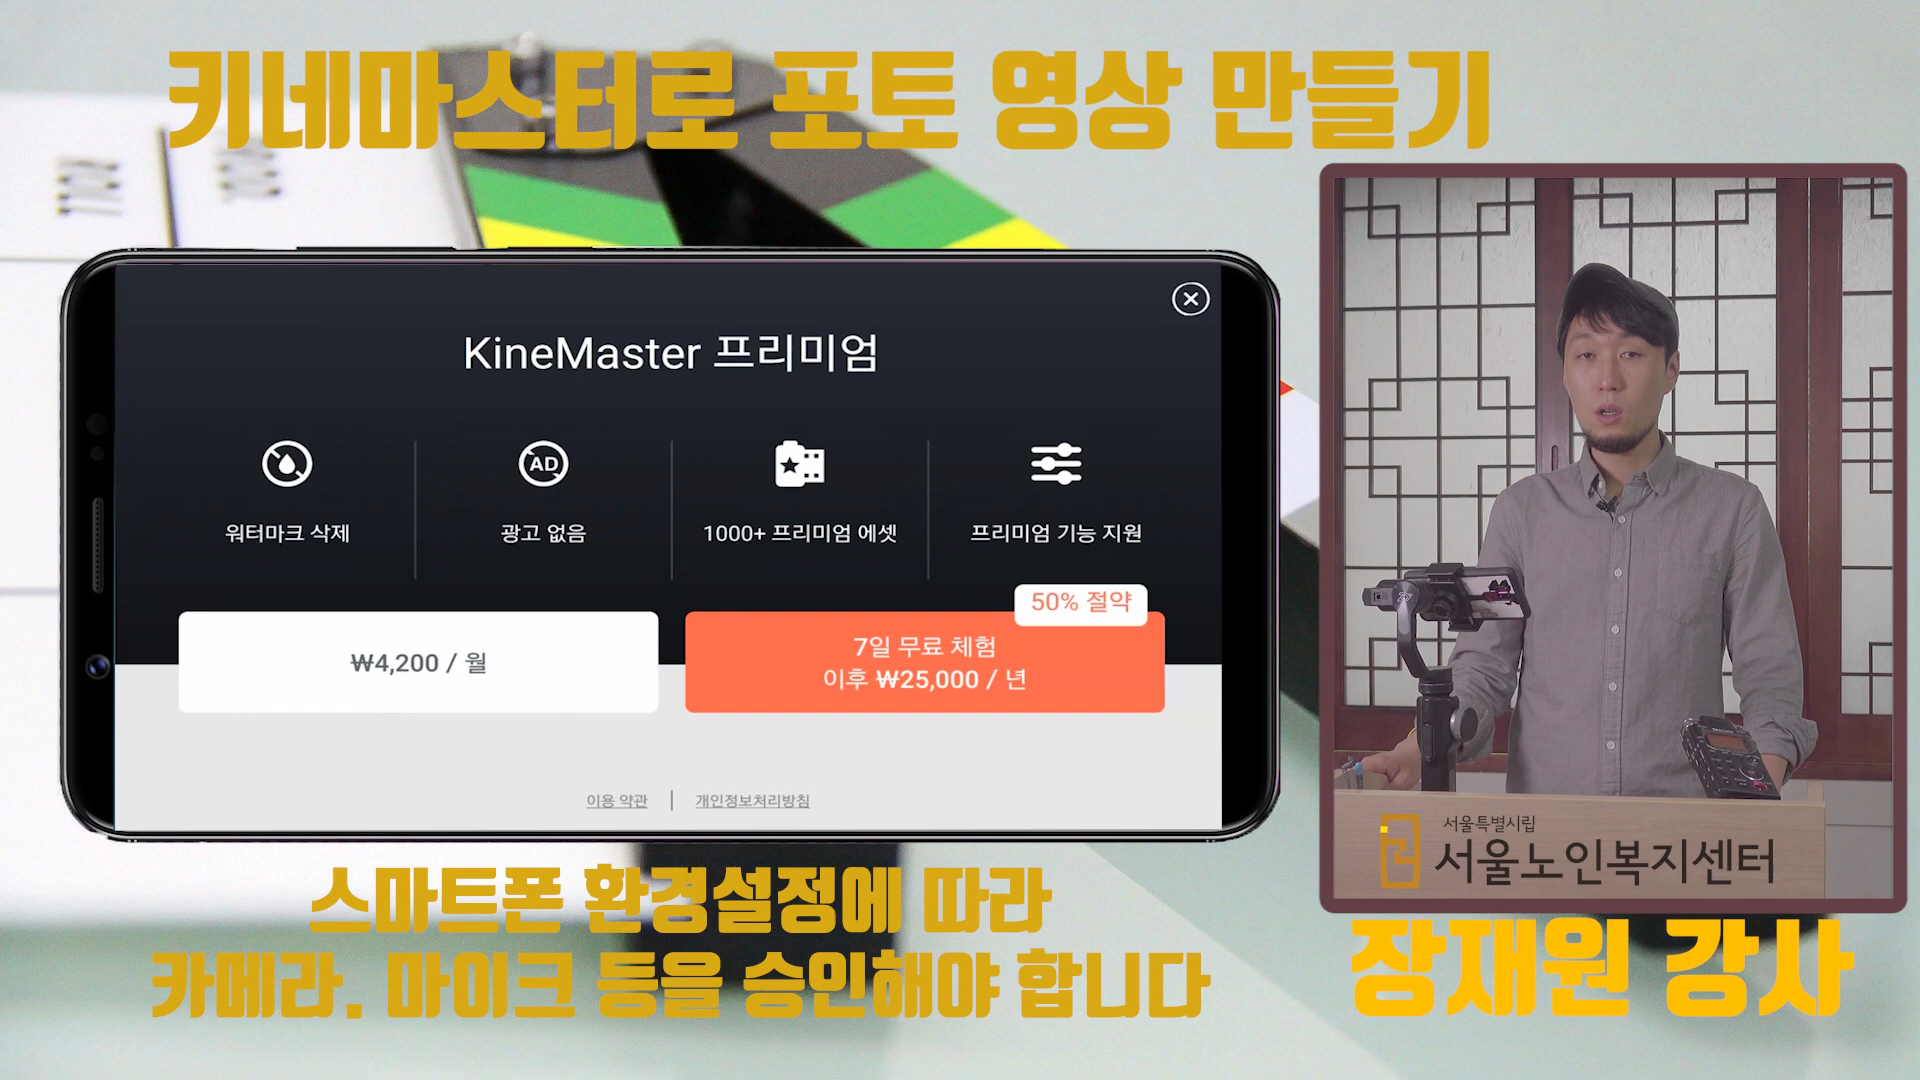 키네마스터로 포토 영상 만들기
KineMaster 프리미엄
워터마크 삭제
AD
광고 없음
1000+ 프리미엄 에셋
프리미엄 기능 지원
50% 절약
₩4,200 / 월
7일 무료 체험
이후 ₩25,000 / 년
이용 약관 | 개인정보처리방침
스마트폰 환경설정에 따라
카메라. 마이크 등을 승인해야 합니다
서울특별시립
서울노인복지센터
장재원 강사